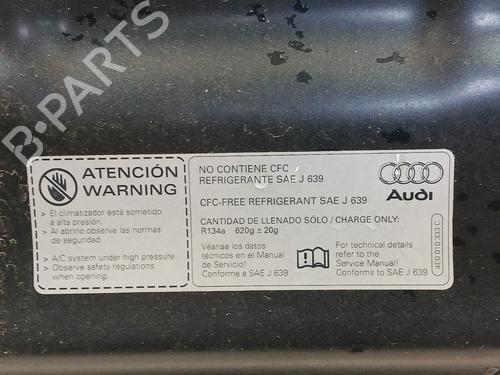 B-PARTS
ATENCIÓN
WARNING
> El climatizador está sometido
a alta presión.
> Al abrirlo observe las normas
de seguridad.
> A/C system under high pressure.
> Observe safety regulations
when opening.
NO CONTIENE CFC
REFRIGERANTE SAE J 639
CFC-FREE REFRIGERANT SAE J 639
CANTIDAD DE LLENADO SÓLO / CHARGE ONLY:
R134a 620g ± 20g
Véanse los datos
técnicos en el Manual
de Servicio!
Conforme a SAE J 639
For technical details
refer to the
Service Manual!
Conforms to SAE J 639
Audi
4E0 010 333 C